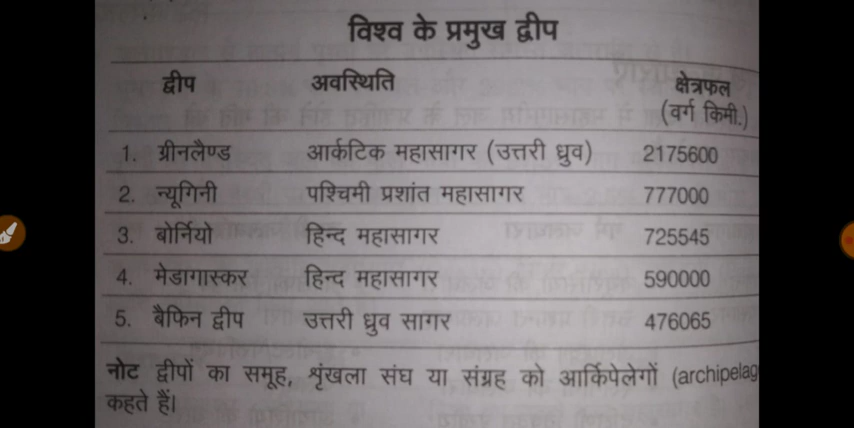 विश्व के प्रमुख द्वीप
द्वीप अवस्थिति क्षेत्रफल
(वर्ग किमी.)
1. ग्रीनलैण्ड आर्कटिक महासागर (उत्तरी ध्रुव) 2175600
2. न्यूगिनी पश्चिमी प्रशांत महासागर 777000
3. बोर्नियो हिन्द महासागर 725545
4. मेडागास्कर हिन्द महासागर 590000
5. बैफिन द्वीप उत्तरी ध्रुव सागर 476065
नोट द्वीपों का समूह, शृंखला संघ या संग्रह को आर्किपेलेगों (archipelag
कहते हैं।